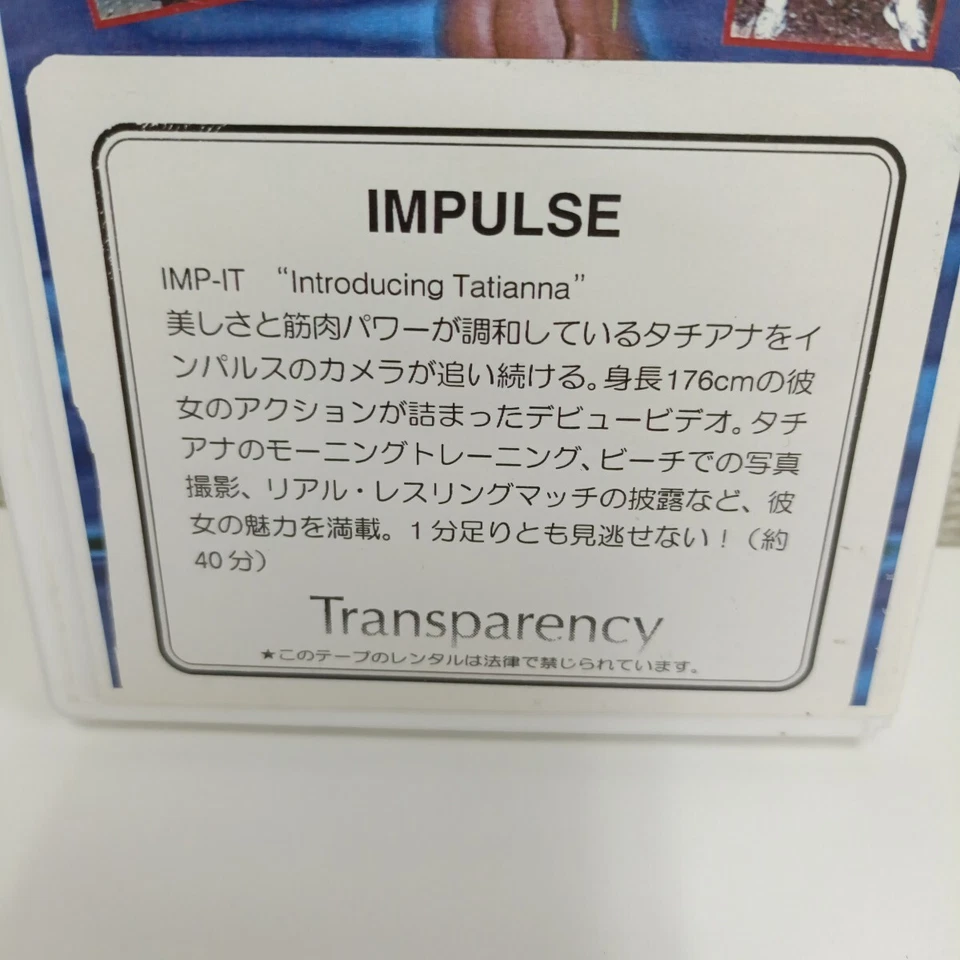 IMPULSE
IMP-IT “Introducing Tatianna”
美しさと筋肉パワーが調和しているタチアナをイ
ンパルスのカメラが追い続ける。身長176cmの彼
女のアクションが詰まったデビュービデオ。タチ
アナのモーニングトレーニング、ビーチでの写真
撮影、リアル・レスリングマッチの披露など、彼
女の魅力を満載。1分足りとも見逃せない！（約
40分）
Transparency
★このテープのレンタルは法律で禁じられています。